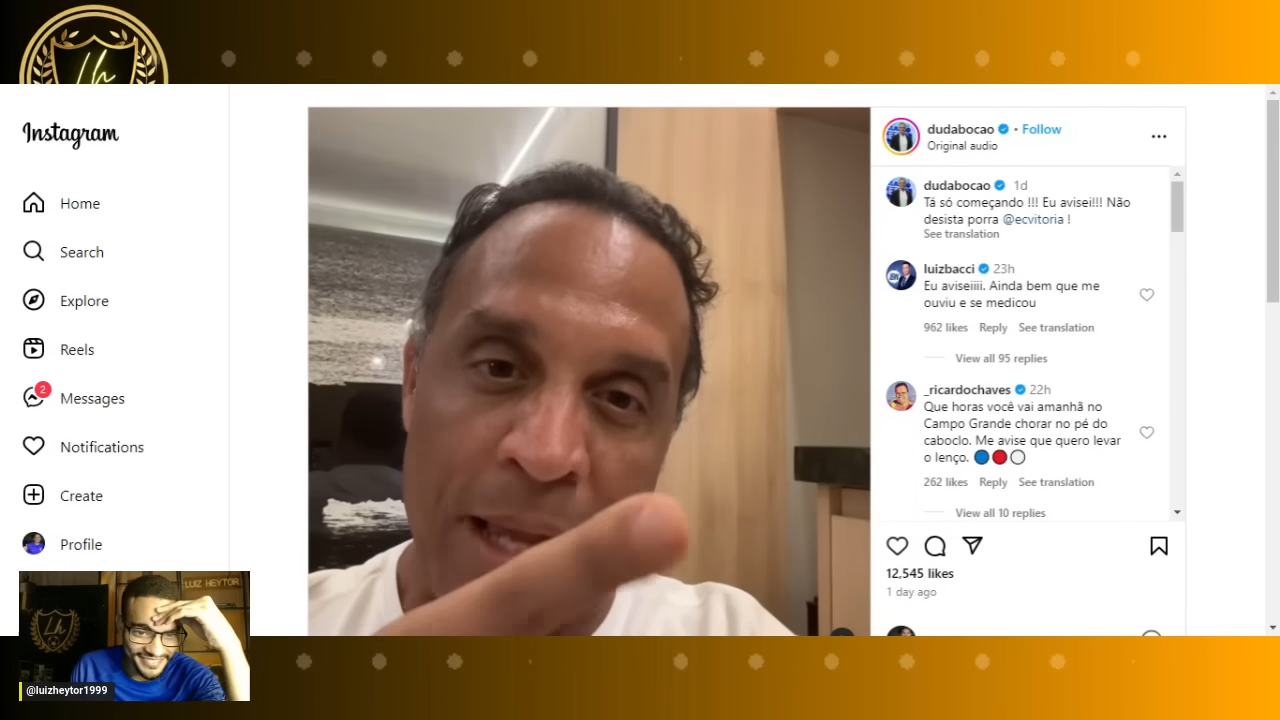 Lh
Instagram
Home
Search
Explore
Reels
2
Messages
Notifications
Create
Profile
dudabocao • Follow
Original audio
dudabocao 1d
Tá só começando !!! Eu avisei!!! Não
desista porra @ecvitoria !
See translation
luizbacci 23h
Eu aviseiiii. Ainda bem que me
ouviu e se medicou
962 likes Reply See translation
View all 95 replies
_ricardochaves 22h
Que horas você vai amanhã no
Campo Grande chorar no pé do
caboclo. Me avise que quero levar
o lenço. 🔵🔴⚪
262 likes Reply See translation
View all 10 replies
12,545 likes
1 day ago
LUIZ HEYTOR
Lh
@luizheytor1999